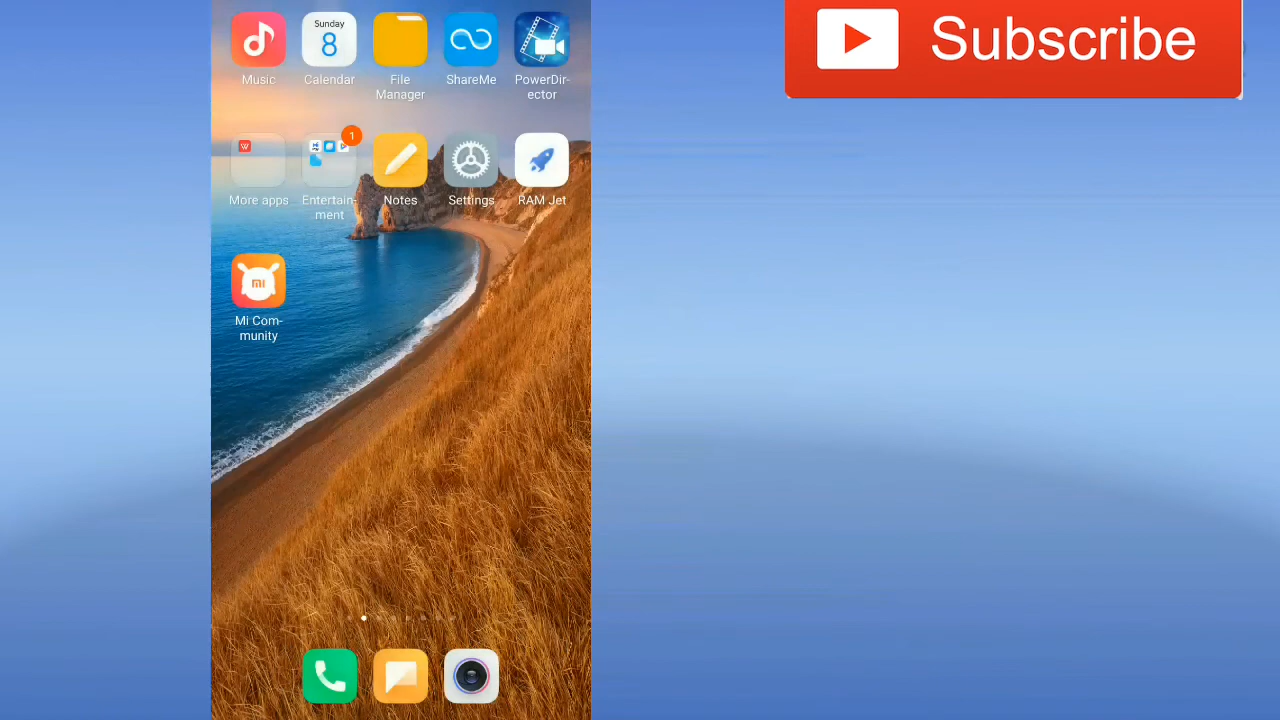 Subscribe
Sunday
8
Music
Calendar
File
Manager
ShareMe
PowerDir-
ector
1
W
More apps
Entertain-
ment
Notes
Settings
RAM Jet
mi
Mi Com-
munity